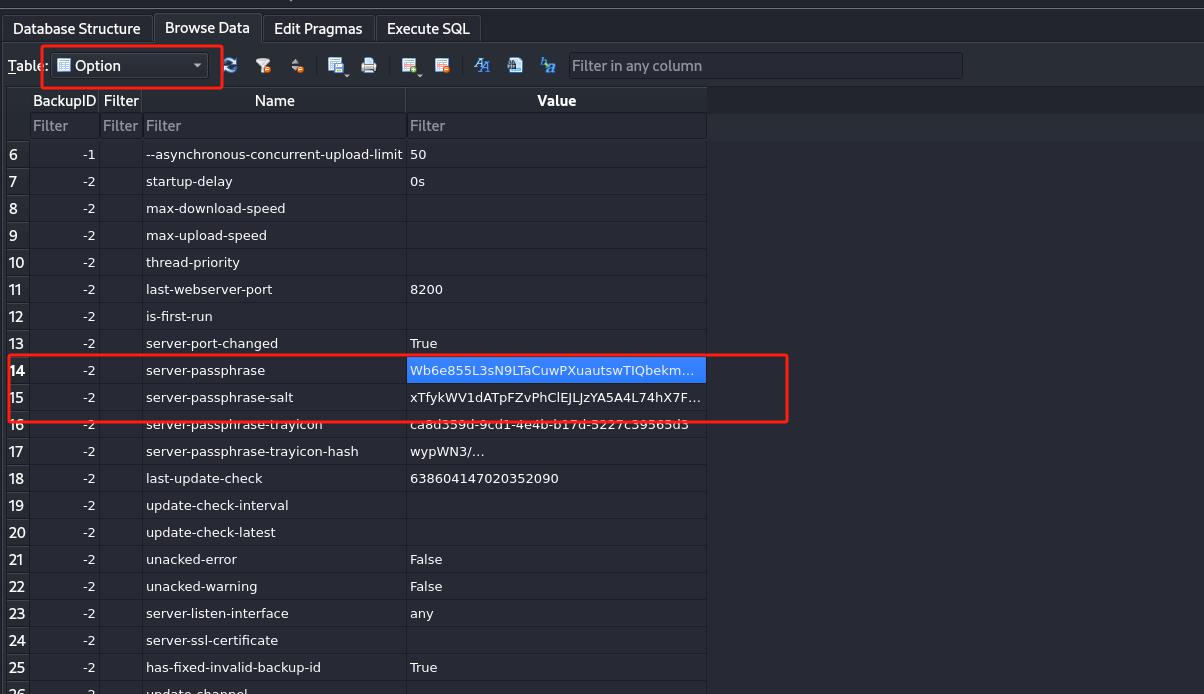 Database Structure Browse Data Edit Pragmas Execute SQL
Table: Option Filter in any column
BackupID Filter Name Value
Filter Filter Filter Filter
6 -1 --asynchronous-concurrent-upload-limit 50
7 -2 startup-delay 0s
8 -2 max-download-speed
9 -2 max-upload-speed
10 -2 thread-priority
11 -2 last-webserver-port 8200
12 -2 is-first-run
13 -2 server-port-changed True
14 -2 server-passphrase Wb6e855L3sN9LTaCuwPXuautswTIQbekm...
15 -2 server-passphrase-salt xTfykWV1dATpFZvPhClEJLJzYA5A4L74hX7F...
16 -2 server-passphrase-trayicon ca8d359d-9cd1-4e4b-b17d-5227c39565d3
17 -2 server-passphrase-trayicon-hash wypWN3/...
18 -2 last-update-check 638604147020352090
19 -2 update-check-interval
20 -2 update-check-latest
21 -2 unacked-error False
22 -2 unacked-warning False
23 -2 server-listen-interface any
24 -2 server-ssl-certificate
25 -2 has-fixed-invalid-backup-id True
26 -2 update-channel